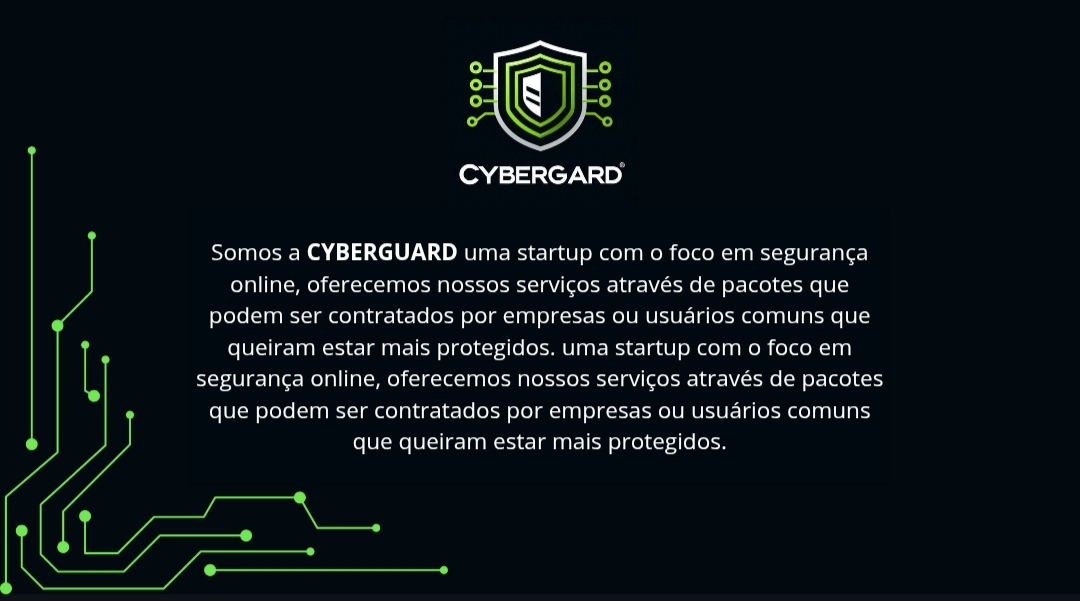 CYBERGARD®
Somos a CYBERGUARD uma startup com o foco em segurança
online, oferecemos nossos serviços através de pacotes que
podem ser contratados por empresas ou usuários comuns que
queiram estar mais protegidos. uma startup com o foco em
segurança online, oferecemos nossos serviços através de pacotes
que podem ser contratados por empresas ou usuários comuns
que queiram estar mais protegidos.